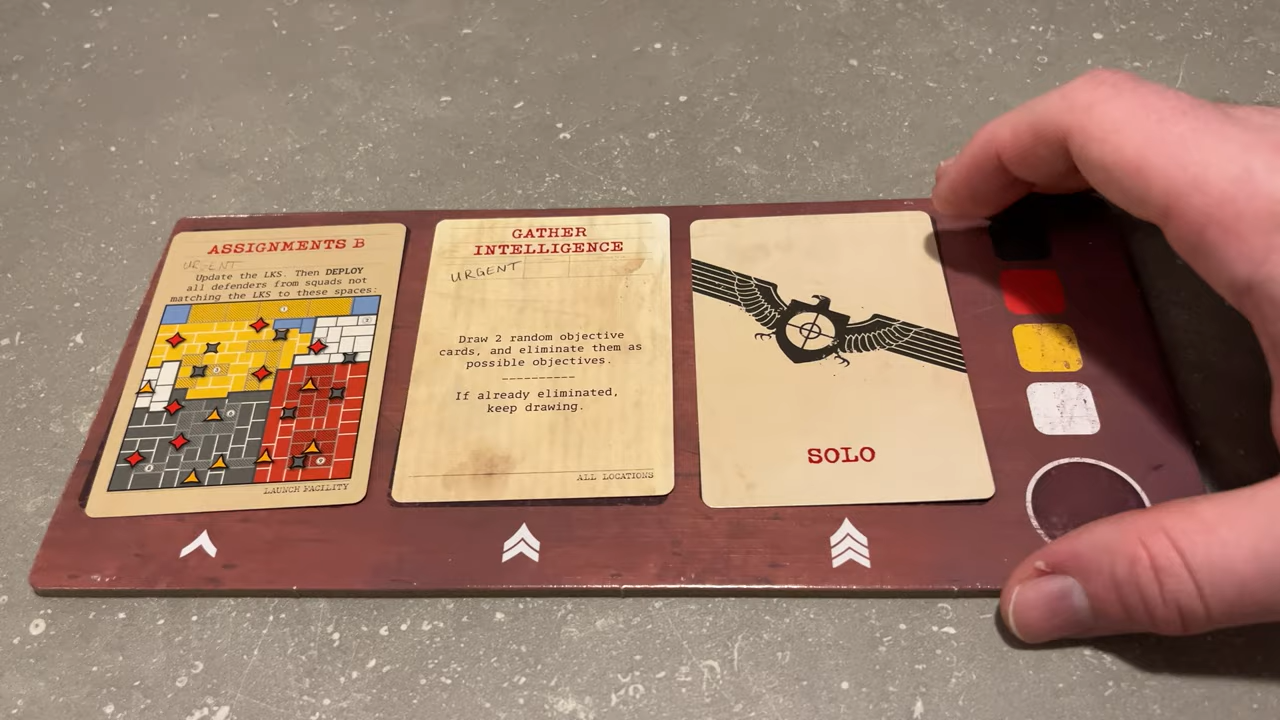 ASSIGNMENTS B
URGENT
Update the LKS. Then DEPLOY
all defenders from squads not
matching the LKS to these spaces:
LAUNCH FACILITY
GATHER
INTELLIGENCE
URGENT
Draw 2 random objective
cards, and eliminate them as
possible objectives.
----------
If already eliminated,
keep drawing.
ALL LOCATIONS
SOLO